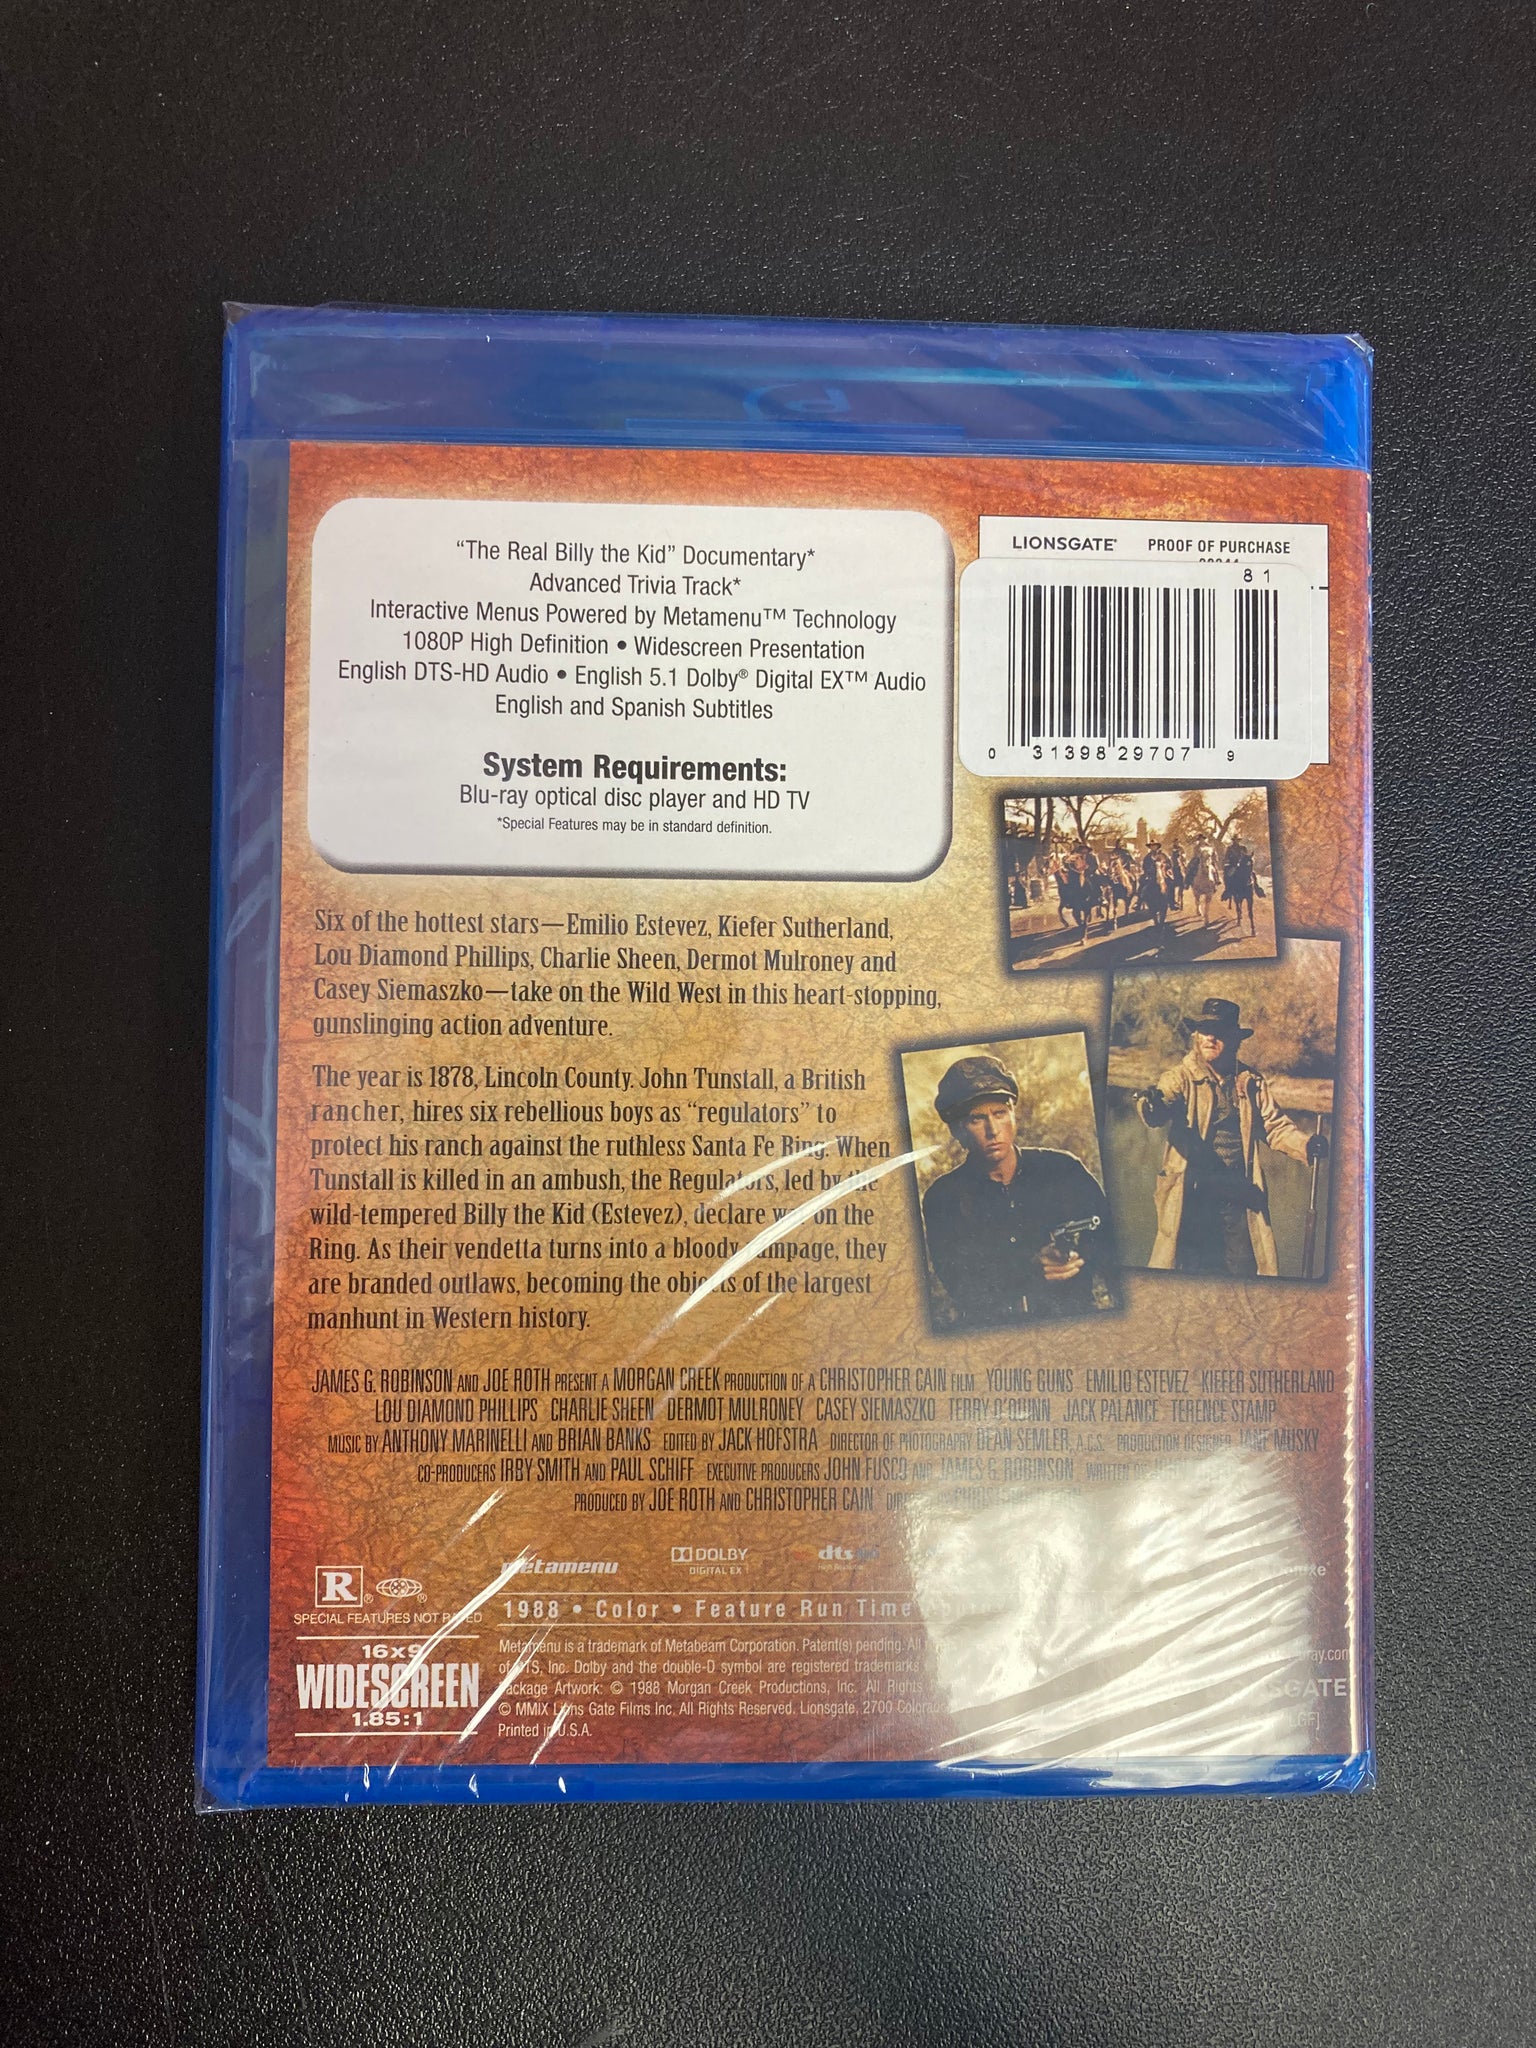 “The Real Billy the Kid” Documentary*
Advanced Trivia Track*
Interactive Menus Powered by Metamenu™ Technology
1080P High Definition • Widescreen Presentation
English DTS-HD Audio • English 5.1 Dolby® Digital EX™ Audio
English and Spanish Subtitles
System Requirements:
Blu-ray optical disc player and HD TV
*Special Features may be in standard definition.
LIONSGATE® PROOF OF PURCHASE
81
0 31398 29707 9
Six of the hottest stars—Emilio Estevez, Kiefer Sutherland,
Lou Diamond Phillips, Charlie Sheen, Dermot Mulroney and
Casey Siemaszko—take on the Wild West in this heart-stopping,
gunslinging action adventure.
The year is 1878, Lincoln County. John Tunstall, a British
rancher, hires six rebellious boys as “regulators” to
protect his ranch against the ruthless Santa Fe Ring. When
Tunstall is killed in an ambush, the Regulators, led by the
wild-tempered Billy the Kid (Estevez), declare war on the
Ring. As their vendetta turns into a bloody rampage, they
are branded outlaws, becoming the objects of the largest
manhunt in Western history.
JAMES G. ROBINSON AND JOE ROTH PRESENT A MORGAN CREEK PRODUCTION OF A CHRISTOPHER CAIN FILM YOUNG GUNS EMILIO ESTEVEZ KIEFER SUTHERLAND
LOU DIAMOND PHILLIPS CHARLIE SHEEN DERMOT MULRONEY CASEY SIEMASZKO TERRY O'QUINN JACK PALANCE TERENCE STAMP
MUSIC BY ANTHONY MARINELLI AND BRIAN BANKS EDITED BY JACK HOFSTRA DIRECTOR OF PHOTOGRAPHY DEAN SEMLER, A.C.S. PRODUCTION DESIGNER JANE MUSKY
CO-PRODUCERS IRBY SMITH AND PAUL SCHIFF EXECUTIVE PRODUCERS JOHN FUSCO AND JAMES G. ROBINSON WRITTEN BY
PRODUCED BY JOE ROTH AND CHRISTOPHER CAIN
metamenu DOLBY DIGITAL EX dts
R® ®
SPECIAL FEATURES NOT RATED
1988 • Color • Feature Run Time
16x9
WIDESCREEN
1.85:1
Metamenu is a trademark of Metabeam Corporation. Patent(s) pending. All
of DTS, Inc. Dolby and the double-D symbol are registered trademarks
Package Artwork: © 1988 Morgan Creek Productions, Inc. All Rights
© MMIX Lions Gate Films Inc. All Rights Reserved. Lionsgate, 2700 Colorado
Printed in U.S.A.